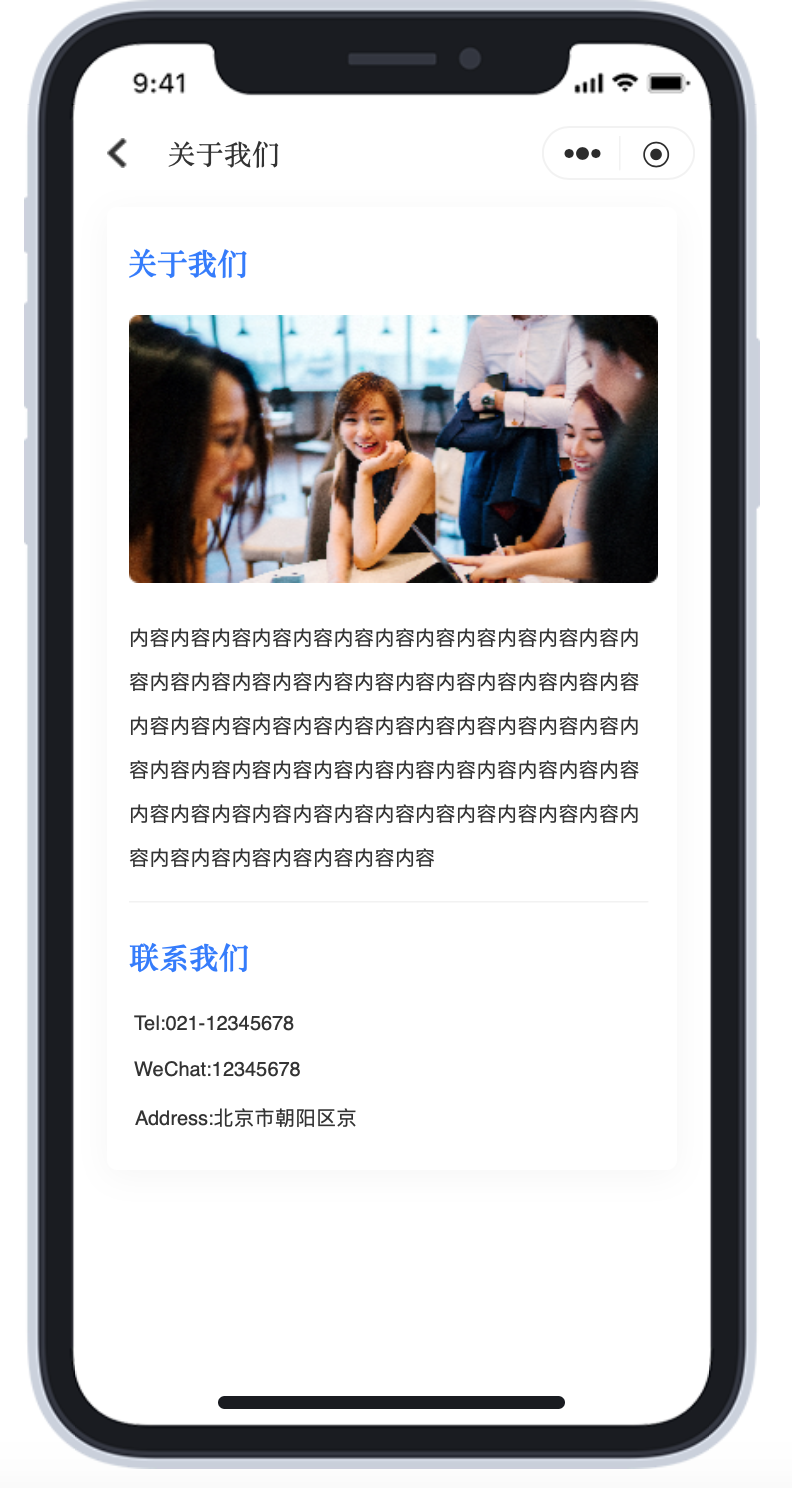 9:41
关于我们
关于我们
内容内容内容内容内容内容内容内容内容内容内容内容内
容内容内容内容内容内容内容内容内容内容内容内容内容
内容内容内容内容内容内容内容内容内容内容内容内容内
容内容内容内容内容内容内容内容内容内容内容内容内容
内容内容内容内容内容内容内容内容内容内容内容内容内
容内容内容内容内容内容内容内容
联系我们
Tel:021-12345678
WeChat:12345678
Address:北京市朝阳区京